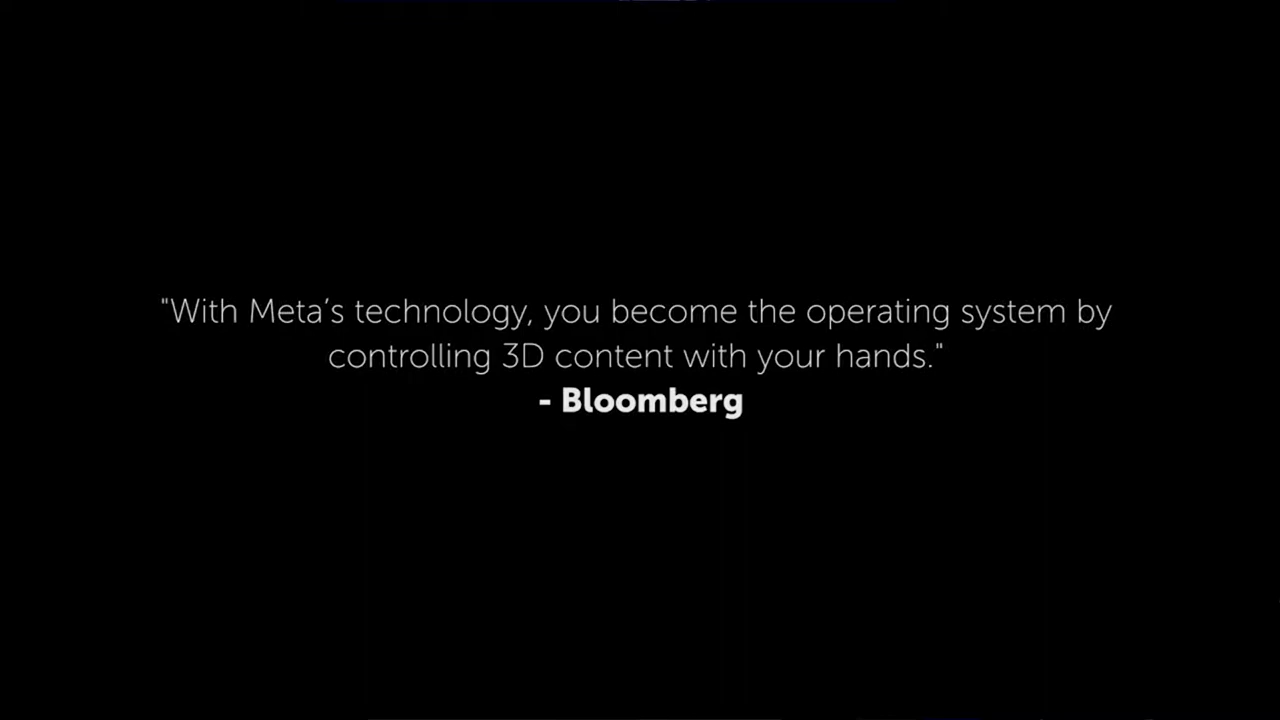 "With Meta’s technology, you become the operating system by
controlling 3D content with your hands."
- Bloomberg